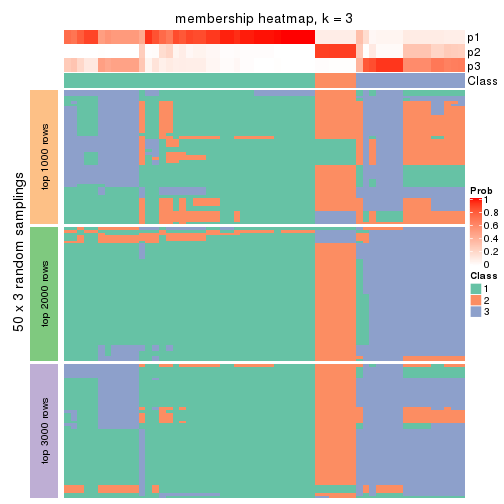 membership heatmap, k = 3
p1
p2
p3
Class
50 x 3 random samplings
top 1000 rows
top 2000 rows
top 3000 rows
Prob
1
0.8
0.6
0.4
0.2
0
Class
1
2
3